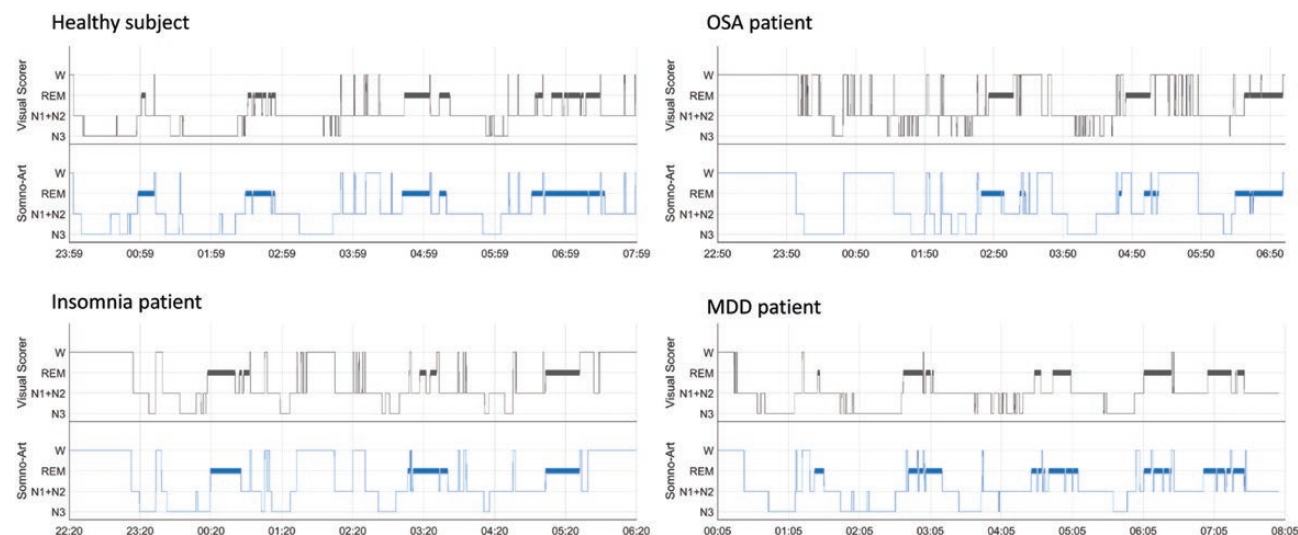 Healthy subject
W
REM
N1+N2
N3
Visual Scorer
W
REM
N1+N2
N3
Somno-Art
23:59 00:59 01:59 02:59 03:59 04:59 05:59 06:59 07:59
OSA patient
W
REM
N1+N2
N3
Visual Scorer
W
REM
N1+N2
N3
Somno-Art
22:50 23:50 00:50 01:50 02:50 03:50 04:50 05:50 06:50
Insomnia patient
W
REM
N1+N2
N3
Visual Scorer
W
REM
N1+N2
N3
Somno-Art
22:20 23:20 00:20 01:20 02:20 03:20 04:20 05:20 06:20
MDD patient
W
REM
N1+N2
N3
Visual Scorer
W
REM
N1+N2
N3
Somno-Art
00:05 01:05 02:05 03:05 04:05 05:05 06:05 07:05 08:05